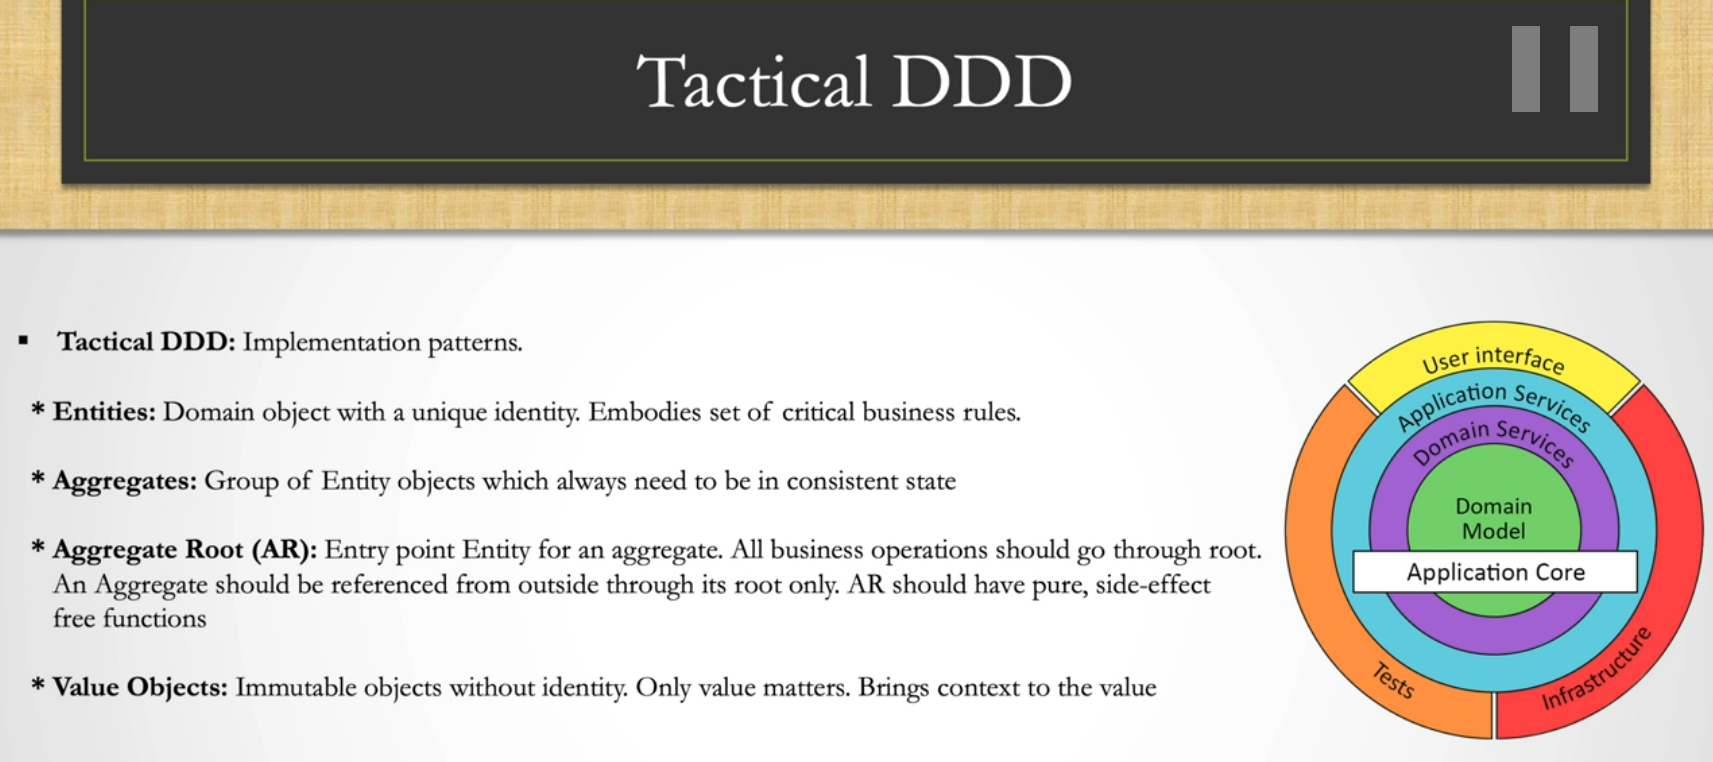 Tactical DDD
▪ Tactical DDD: Implementation patterns.
* Entities: Domain object with a unique identity. Embodies set of critical business rules.
* Aggregates: Group of Entity objects which always need to be in consistent state
* Aggregate Root (AR): Entry point Entity for an aggregate. All business operations should go through root.
An Aggregate should be referenced from outside through its root only. AR should have pure, side-effect
free functions
* Value Objects: Immutable objects without identity. Only value matters. Brings context to the value
User interface
Application Services
Domain Services
Domain
Model
Application Core
Tests
Infrastructure